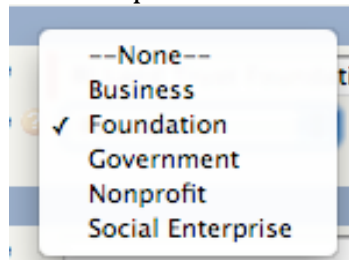 --None--
Business
✓ Foundation
Government
Nonprofit
Social Enterprise